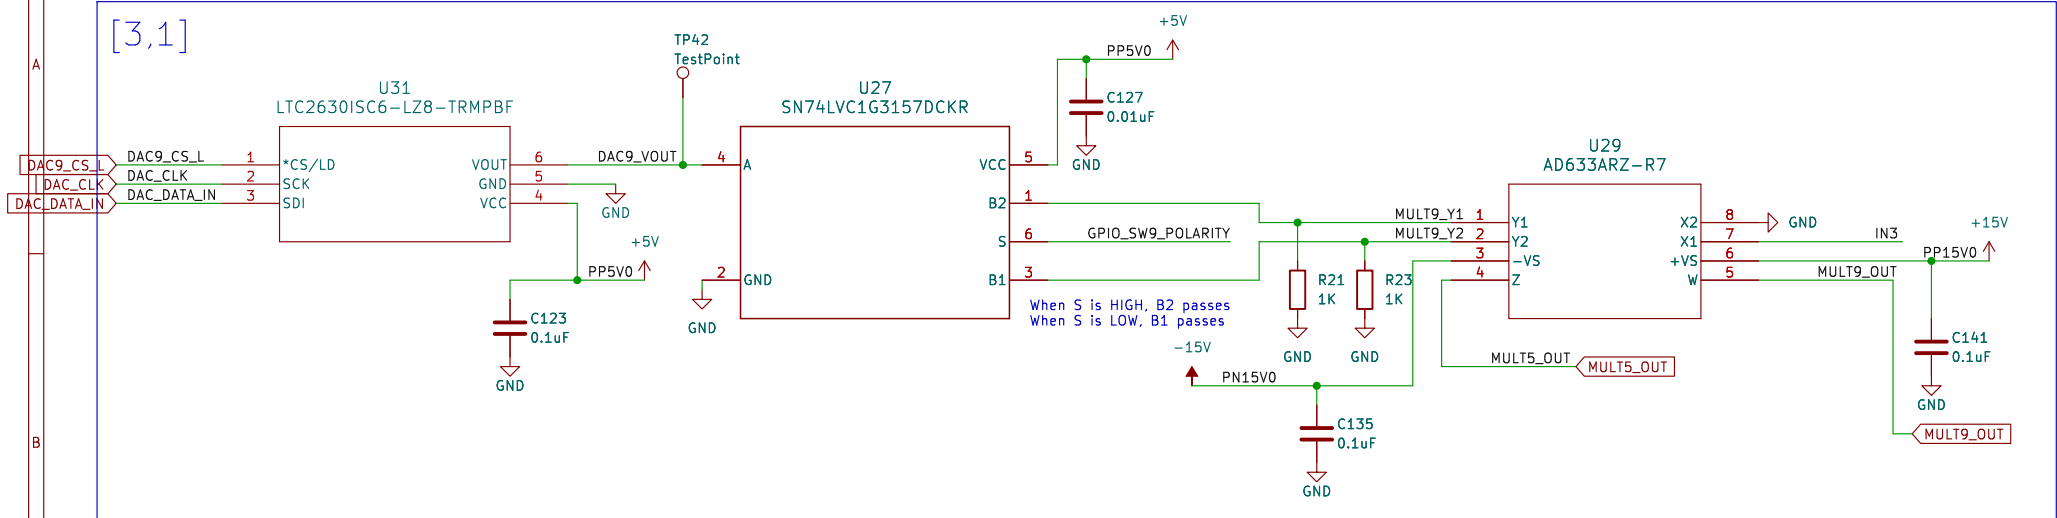 [3,1]
A
B
DAC9_CS_L
DAC_CLK
DAC_DATA_IN
DAC9_CS_L
DAC_CLK
DAC_DATA_IN
1
2
3
U31
LTC2630ISC6-LZ8-TRMPBF
*CS/LD
SCK
SDI
VOUT
GND
VCC
6
5
4
GND
+5V
PP5V0
C123
0.1uF
GND
TP42
TestPoint
DAC9_VOUT
U27
SN74LVC1G3157DCKR
4
A
2
GND
GND
VCC
B2
S
B1
5
1
6
3
+5V
PP5V0
C127
0.01uF
GND
GPIO_SW9_POLARITY
When S is HIGH, B2 passes
When S is LOW, B1 passes
R21
1K
GND
R23
1K
GND
-15V
PN15V0
C135
0.1uF
GND
MULT9_Y1
MULT9_Y2
1
2
3
4
U29
AD633ARZ-R7
Y1
Y2
-VS
Z
X2
X1
+VS
W
8
7
6
5
GND
IN3
+15V
PP15V0
MULT9_OUT
C141
0.1uF
GND
MULT5_OUT
MULT5_OUT
MULT9_OUT